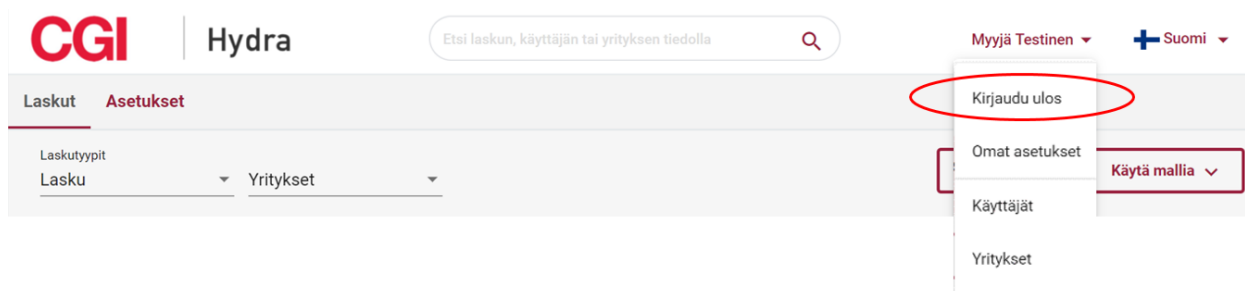 CGI Hydra
Etsi laskun, käyttäjän tai yrityksen tiedolla
Myyjä Testinen
Suomi
Laskut Asetukset
Kirjaudu ulos
Omat asetukset
Käyttäjät
Yritykset
Laskutyypit
Lasku
Yritykset
Käytä mallia